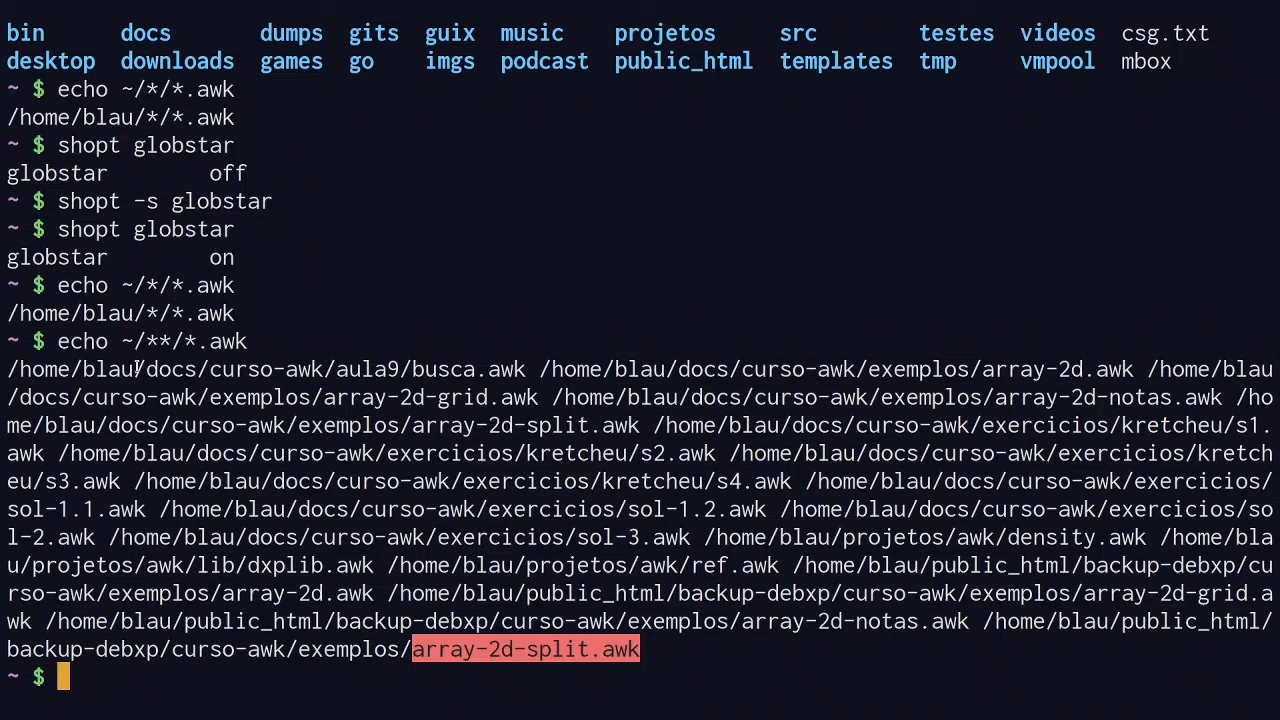 bin docs dumps gits guix music projetos src testes videos csg.txt
desktop downloads games go imgs podcast public_html templates tmp vmpool mbox
~ $ echo ~/*/*.awk
/home/blau/*/*.awk
~ $ shopt globstar
globstar off
~ $ shopt -s globstar
~ $ shopt globstar
globstar on
~ $ echo ~/*/*.awk
/home/blau/*/*.awk
~ $ echo ~/**/*.awk
/home/blau/docs/curso-awk/aula9/busca.awk /home/blau/docs/curso-awk/exemplos/array-2d.awk /home/blau
/docs/curso-awk/exemplos/array-2d-grid.awk /home/blau/docs/curso-awk/exemplos/array-2d-notas.awk /ho
me/blau/docs/curso-awk/exemplos/array-2d-split.awk /home/blau/docs/curso-awk/exercicios/kretcheu/s1.
awk /home/blau/docs/curso-awk/exercicios/kretcheu/s2.awk /home/blau/docs/curso-awk/exercicios/kretch
eu/s3.awk /home/blau/docs/curso-awk/exercicios/kretcheu/s4.awk /home/blau/docs/curso-awk/exercicios/
sol-1.1.awk /home/blau/docs/curso-awk/exercicios/sol-1.2.awk /home/blau/docs/curso-awk/exercicios/so
l-2.awk /home/blau/docs/curso-awk/exercicios/sol-3.awk /home/blau/projetos/awk/density.awk /home/bla
u/projetos/awk/lib/dxplib.awk /home/blau/projetos/awk/ref.awk /home/blau/public_html/backup-debxp/cu
rso-awk/exemplos/array-2d.awk /home/blau/public_html/backup-debxp/curso-awk/exemplos/array-2d-grid.a
wk /home/blau/public_html/backup-debxp/curso-awk/exemplos/array-2d-notas.awk /home/blau/public_html/
backup-debxp/curso-awk/exemplos/array-2d-split.awk
~ $